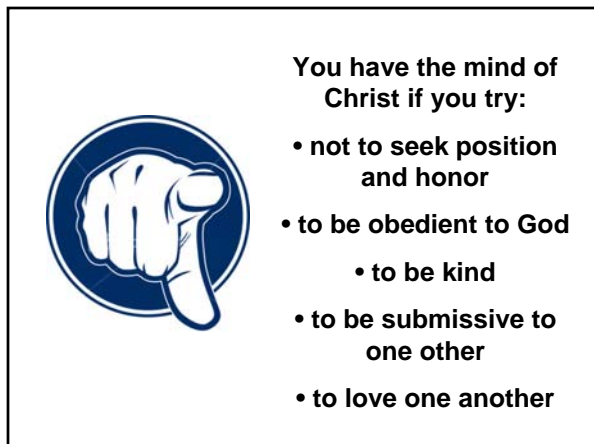 You have the mind of
Christ if you try:
• not to seek position
and honor
• to be obedient to God
• to be kind
• to be submissive to
one other
• to love one another